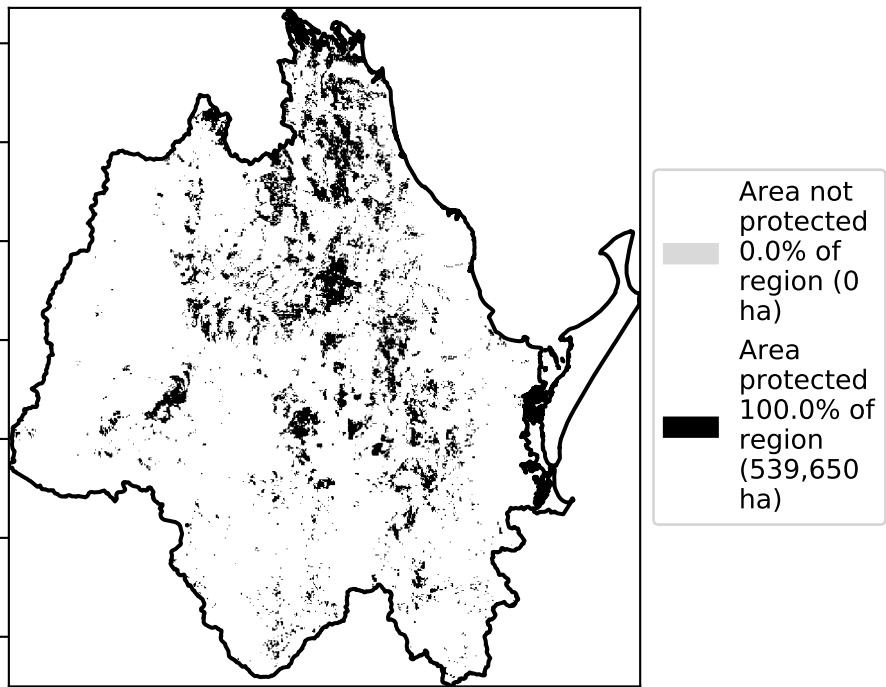 Area not
protected
0.0% of
region (0
ha)
Area
protected
100.0% of
region
(539,650
ha)